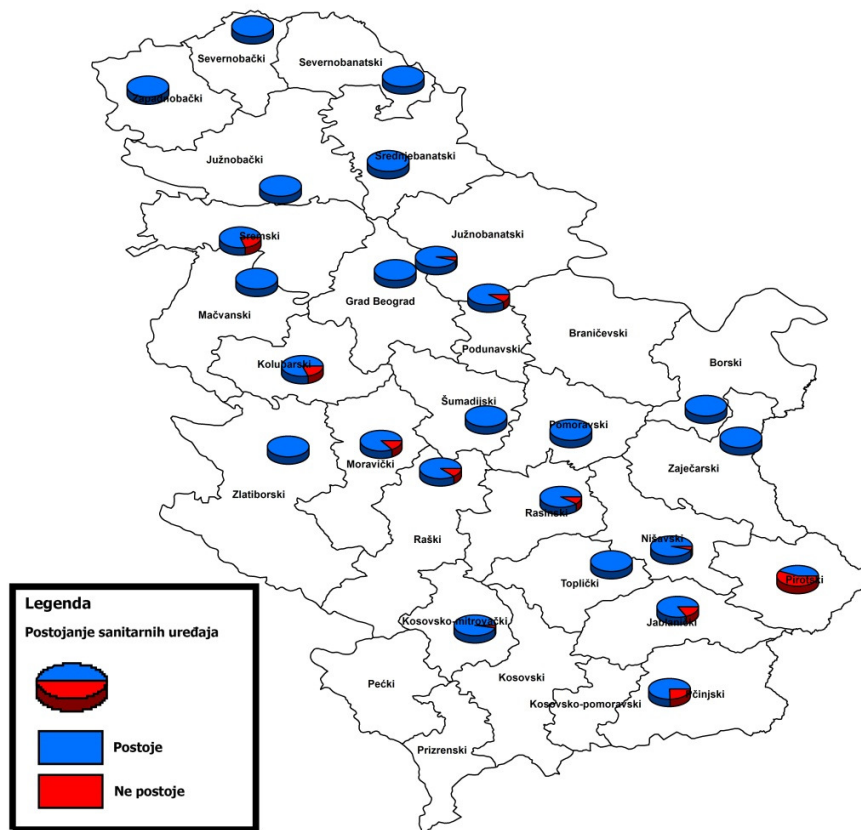 Severnobački
Severnobanatski
Zapadnobački
Južnobački
Srednjebanatski
Sremski
Južnobanatski
Mačvanski
Grad Beograd
Podunavski
Braničevski
Borski
Kolubarski
Šumadijski
Pomoravski
Moravički
Zaječarski
Zlatiborski
Raški
Rasinski
Nišavski
Toplički
Pirotski
Jablanički
Kosovsko-mitrovački
Pećki
Kosovski
Kosovsko-pomoravski
Pčinjski
Prizrenski
Legenda
Postojanje sanitarnih uređaja
Postoje
Ne postoje